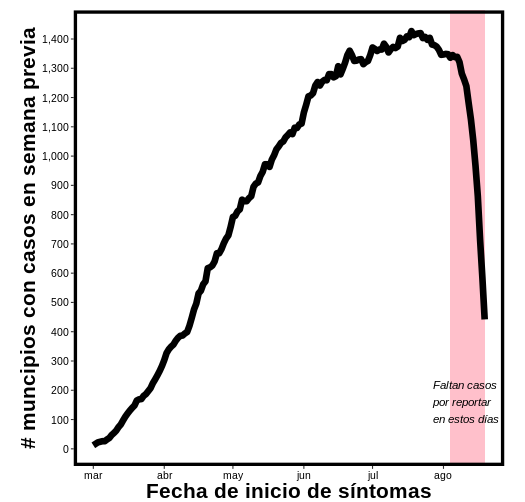 # muncipios con casos en semana previa
1,400
1,300
1,200
1,100
1,000
900
800
700
600
500
400
300
200
100
0
Faltan casos
por reportar
en estos días
mar abr may jun jul ago
Fecha de inicio de síntomas